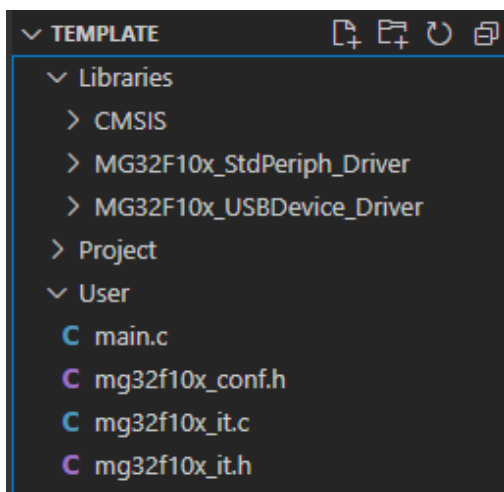 TEMPLATE
Libraries
CMSIS
MG32F10x_StdPeriph_Driver
MG32F10x_USBDevice_Driver
Project
User
C main.c
C mg32f10x_conf.h
C mg32f10x_it.c
C mg32f10x_it.h